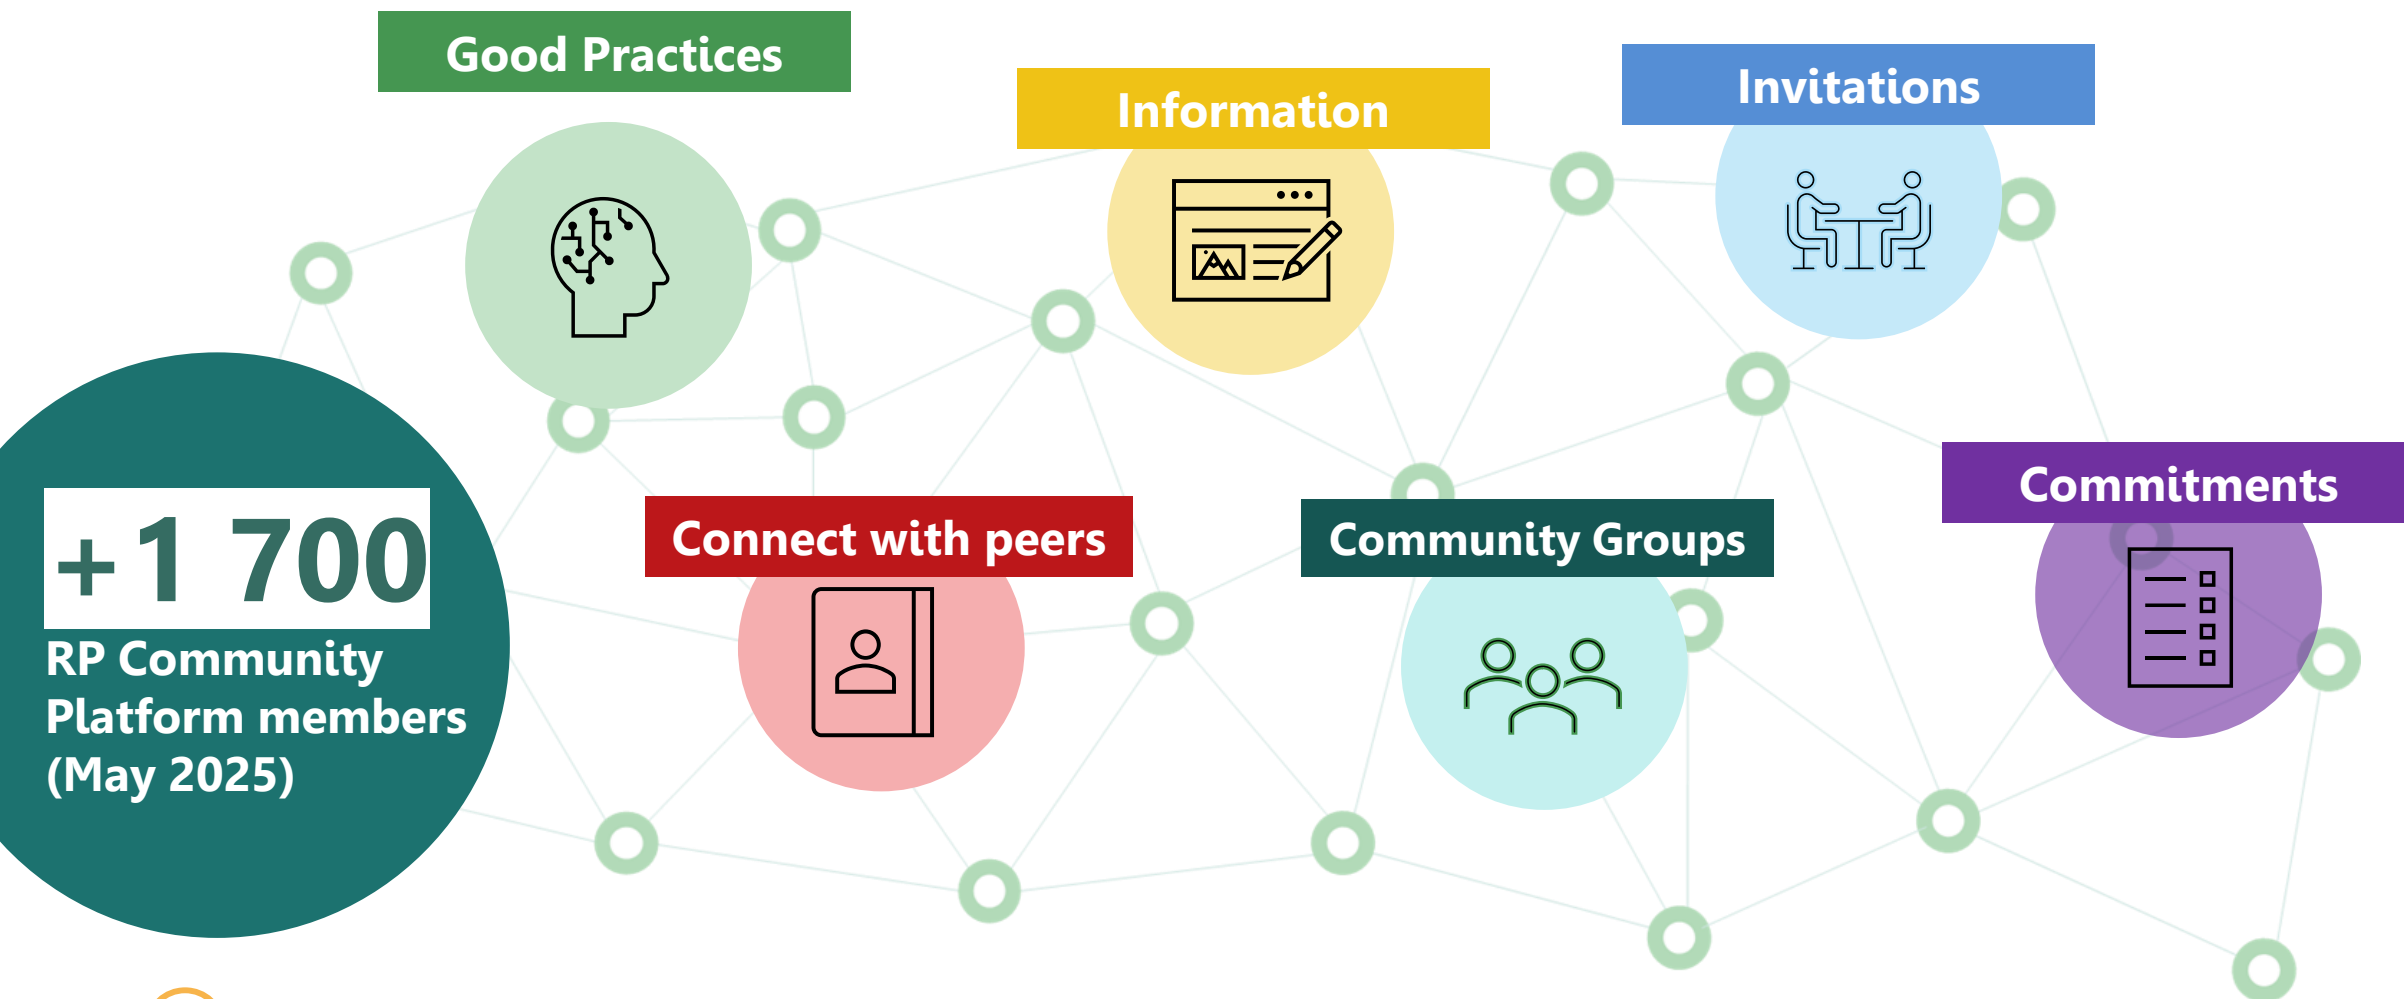 Good Practices
Information
Invitations
+1 700
RP Community
Platform members
(May 2025)
Connect with peers
Community Groups
Commitments